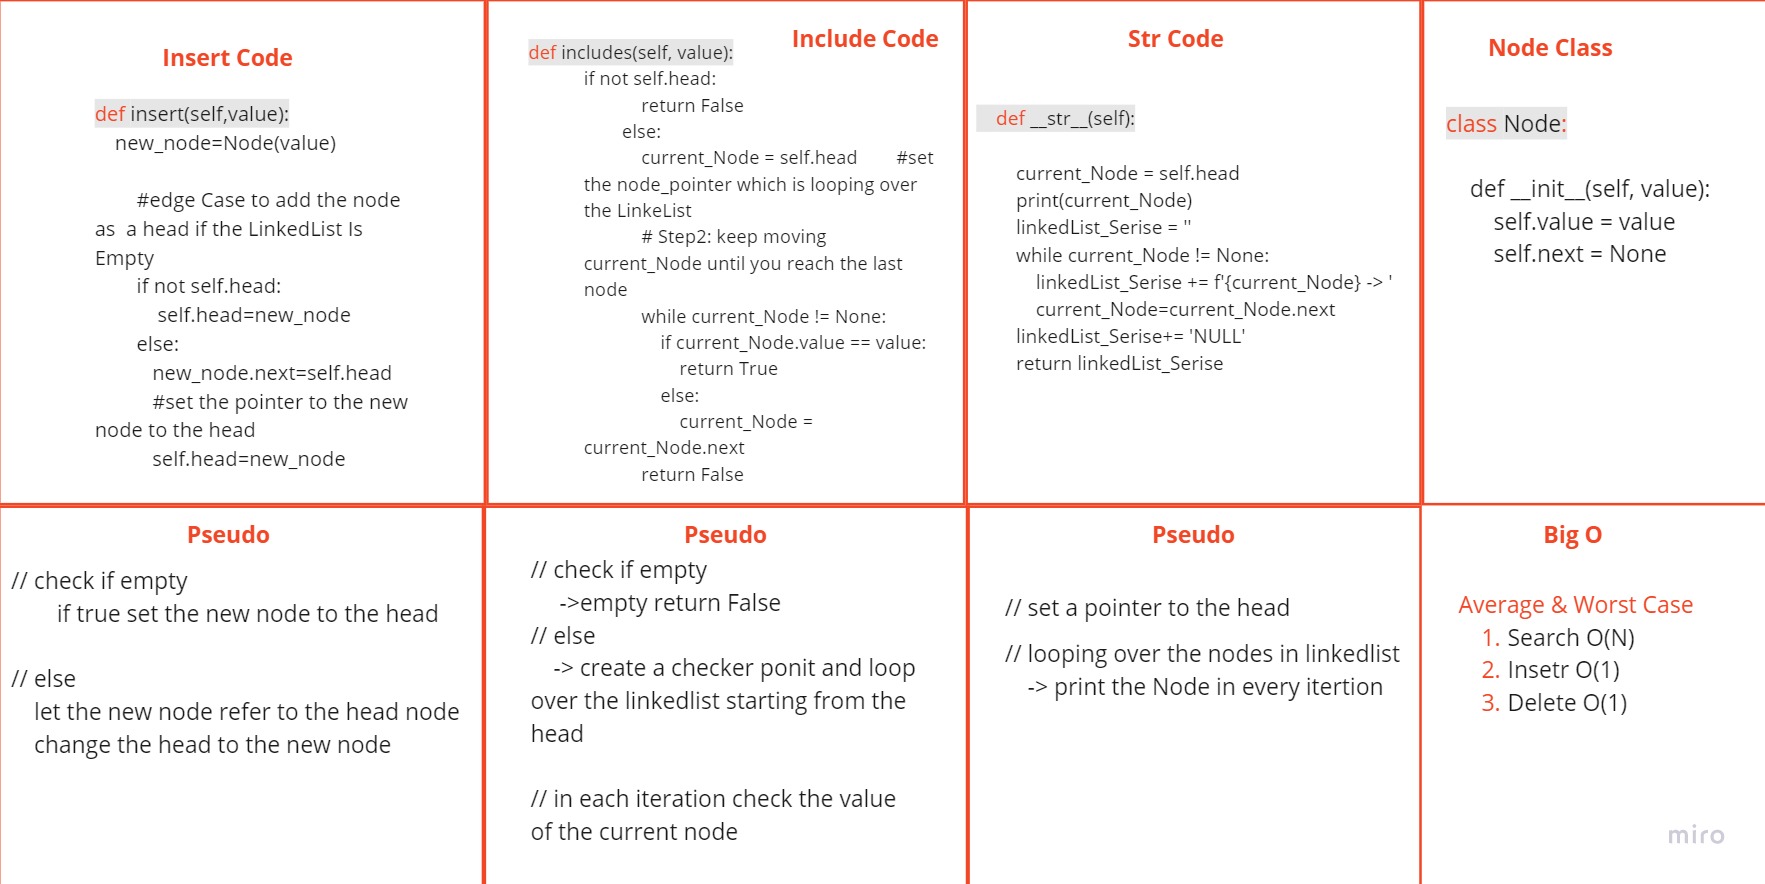 Insert Code
def insert(self,value):
new_node=Node(value)
#edge Case to add the node
as a head if the LinkedList Is
Empty
if not self.head:
self.head=new_node
else:
new_node.next=self.head
#set the pointer to the new
node to the head
self.head=new_node
Include Code
def includes(self, value):
if not self.head:
return False
else:
current_Node = self.head #set
the node_pointer which is looping over
the LinkeList
# Step2: keep moving
current_Node until you reach the last
node
while current_Node != None:
if current_Node.value == value:
return True
else:
current_Node =
current_Node.next
return False
Str Code
def __str__(self):
current_Node = self.head
print(current_Node)
linkedList_Serise = ''
while current_Node != None:
linkedList_Serise += f'{current_Node} -> '
current_Node=current_Node.next
linkedList_Serise+= 'NULL'
return linkedList_Serise
Node Class
class Node:
def __init__(self, value):
self.value = value
self.next = None
Pseudo
// check if empty
if true set the new node to the head
// else
let the new node refer to the head node
change the head to the new node
Pseudo
// check if empty
->empty return False
// else
-> create a checker ponit and loop
over the linkedlist starting from the
head
// in each iteration check the value
of the current node
Pseudo
// set a pointer to the head
// looping over the nodes in linkedlist
-> print the Node in every itertion
Big O
Average & Worst Case
1. Search O(N)
2. Insetr O(1)
3. Delete O(1)
miro